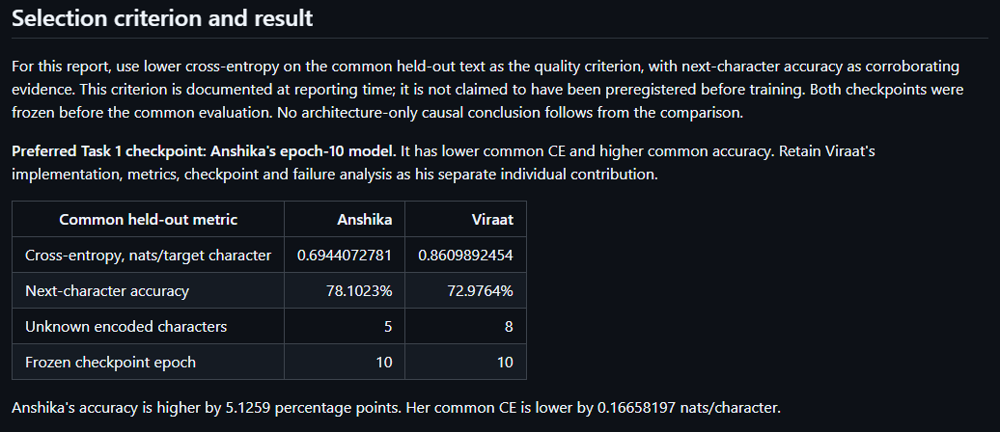 Selection criterion and result
For this report, use lower cross-entropy on the common held-out text as the quality criterion, with next-character accuracy as corroborating
evidence. This criterion is documented at reporting time; it is not claimed to have been preregistered before training. Both checkpoints were
frozen before the common evaluation. No architecture-only causal conclusion follows from the comparison.
Preferred Task 1 checkpoint: Anshika's epoch-10 model. It has lower common CE and higher common accuracy. Retain Viraat's
implementation, metrics, checkpoint and failure analysis as his separate individual contribution.
Common held-out metric Anshika Viraat
Cross-entropy, nats/target character 0.6944072781 0.8609892454
Next-character accuracy 78.1023% 72.9764%
Unknown encoded characters 5 8
Frozen checkpoint epoch 10 10
Anshika's accuracy is higher by 5.1259 percentage points. Her common CE is lower by 0.16658197 nats/character.